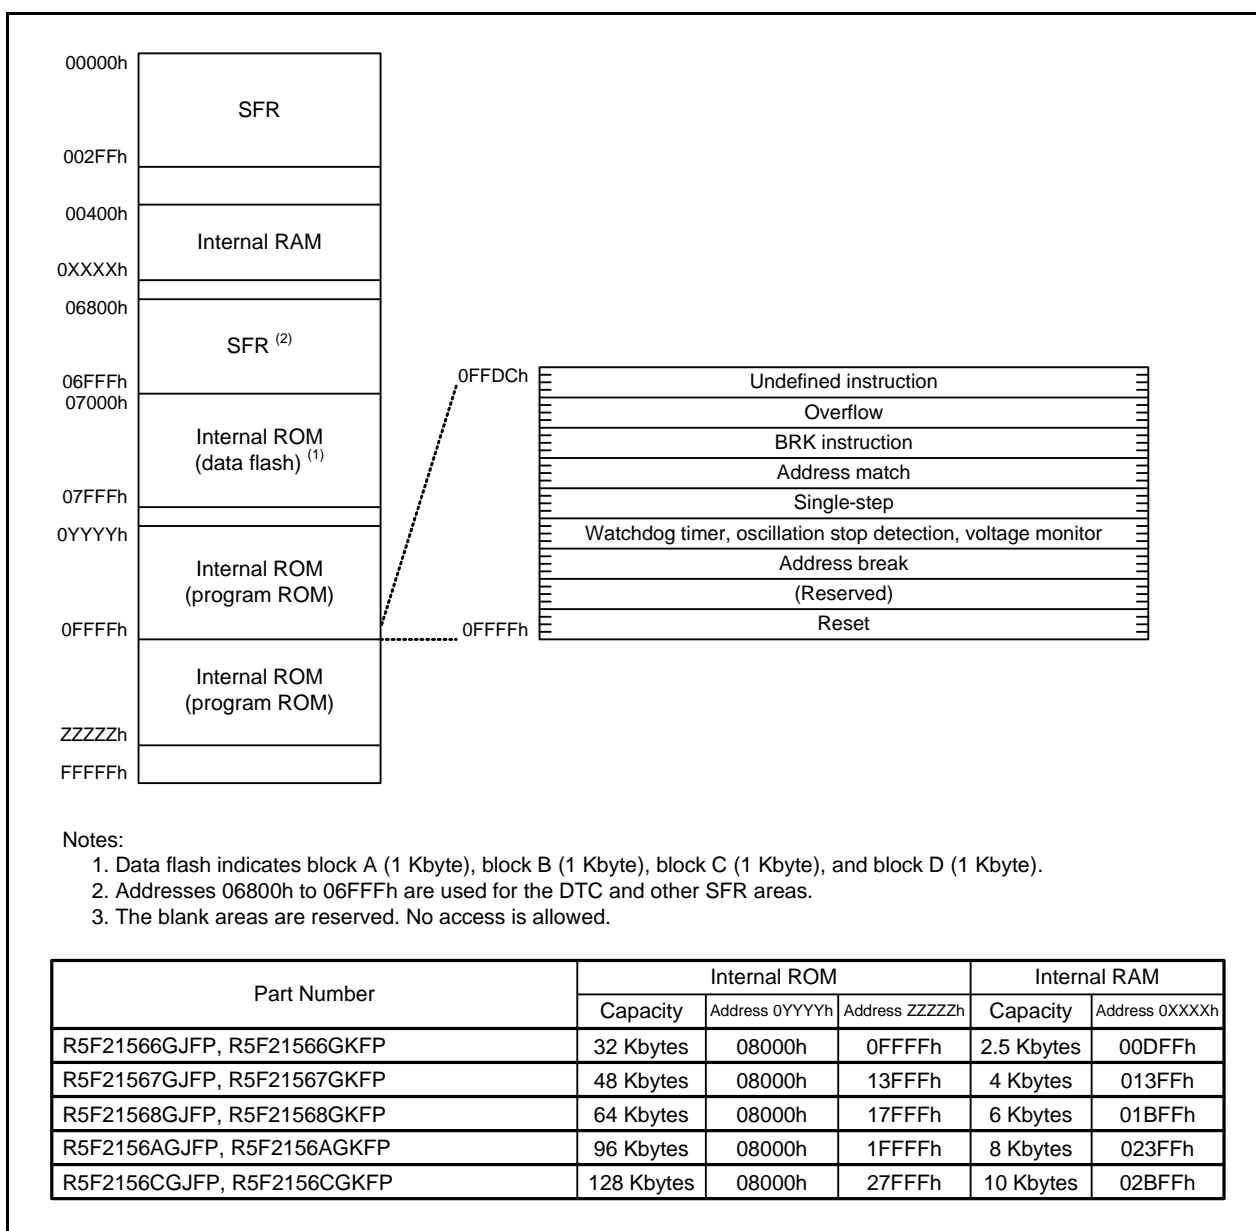 00000h
SFR
002FFh
00400h
Internal RAM
0XXXXh
06800h
SFR (2)
06FFFh
07000h
Internal ROM
(data flash) (1)
07FFFh
0YYYYh
Internal ROM
(program ROM)
0FFFFh
Internal ROM
(program ROM)
ZZZZZh
FFFFFh
0FFDCh
Undefined instruction
Overflow
BRK instruction
Address match
Single-step
Watchdog timer, oscillation stop detection, voltage monitor
Address break
(Reserved)
0FFFFh
Reset
Notes:
1. Data flash indicates block A (1 Kbyte), block B (1 Kbyte), block C (1 Kbyte), and block D (1 Kbyte).
2. Addresses 06800h to 06FFFh are used for the DTC and other SFR areas.
3. The blank areas are reserved. No access is allowed.
Part Number Internal ROM Internal RAM
Capacity Address 0YYYYh Address ZZZZZh Capacity Address 0XXXXh
R5F21566GJFP, R5F21566GKFP 32 Kbytes 08000h 0FFFFh 2.5 Kbytes 00DFFh
R5F21567GJFP, R5F21567GKFP 48 Kbytes 08000h 13FFFh 4 Kbytes 013FFh
R5F21568GJFP, R5F21568GKFP 64 Kbytes 08000h 17FFFh 6 Kbytes 01BFFh
R5F2156AGJFP, R5F2156AGKFP 96 Kbytes 08000h 1FFFFh 8 Kbytes 023FFh
R5F2156CGJFP, R5F2156CGKFP 128 Kbytes 08000h 27FFFh 10 Kbytes 02BFFh